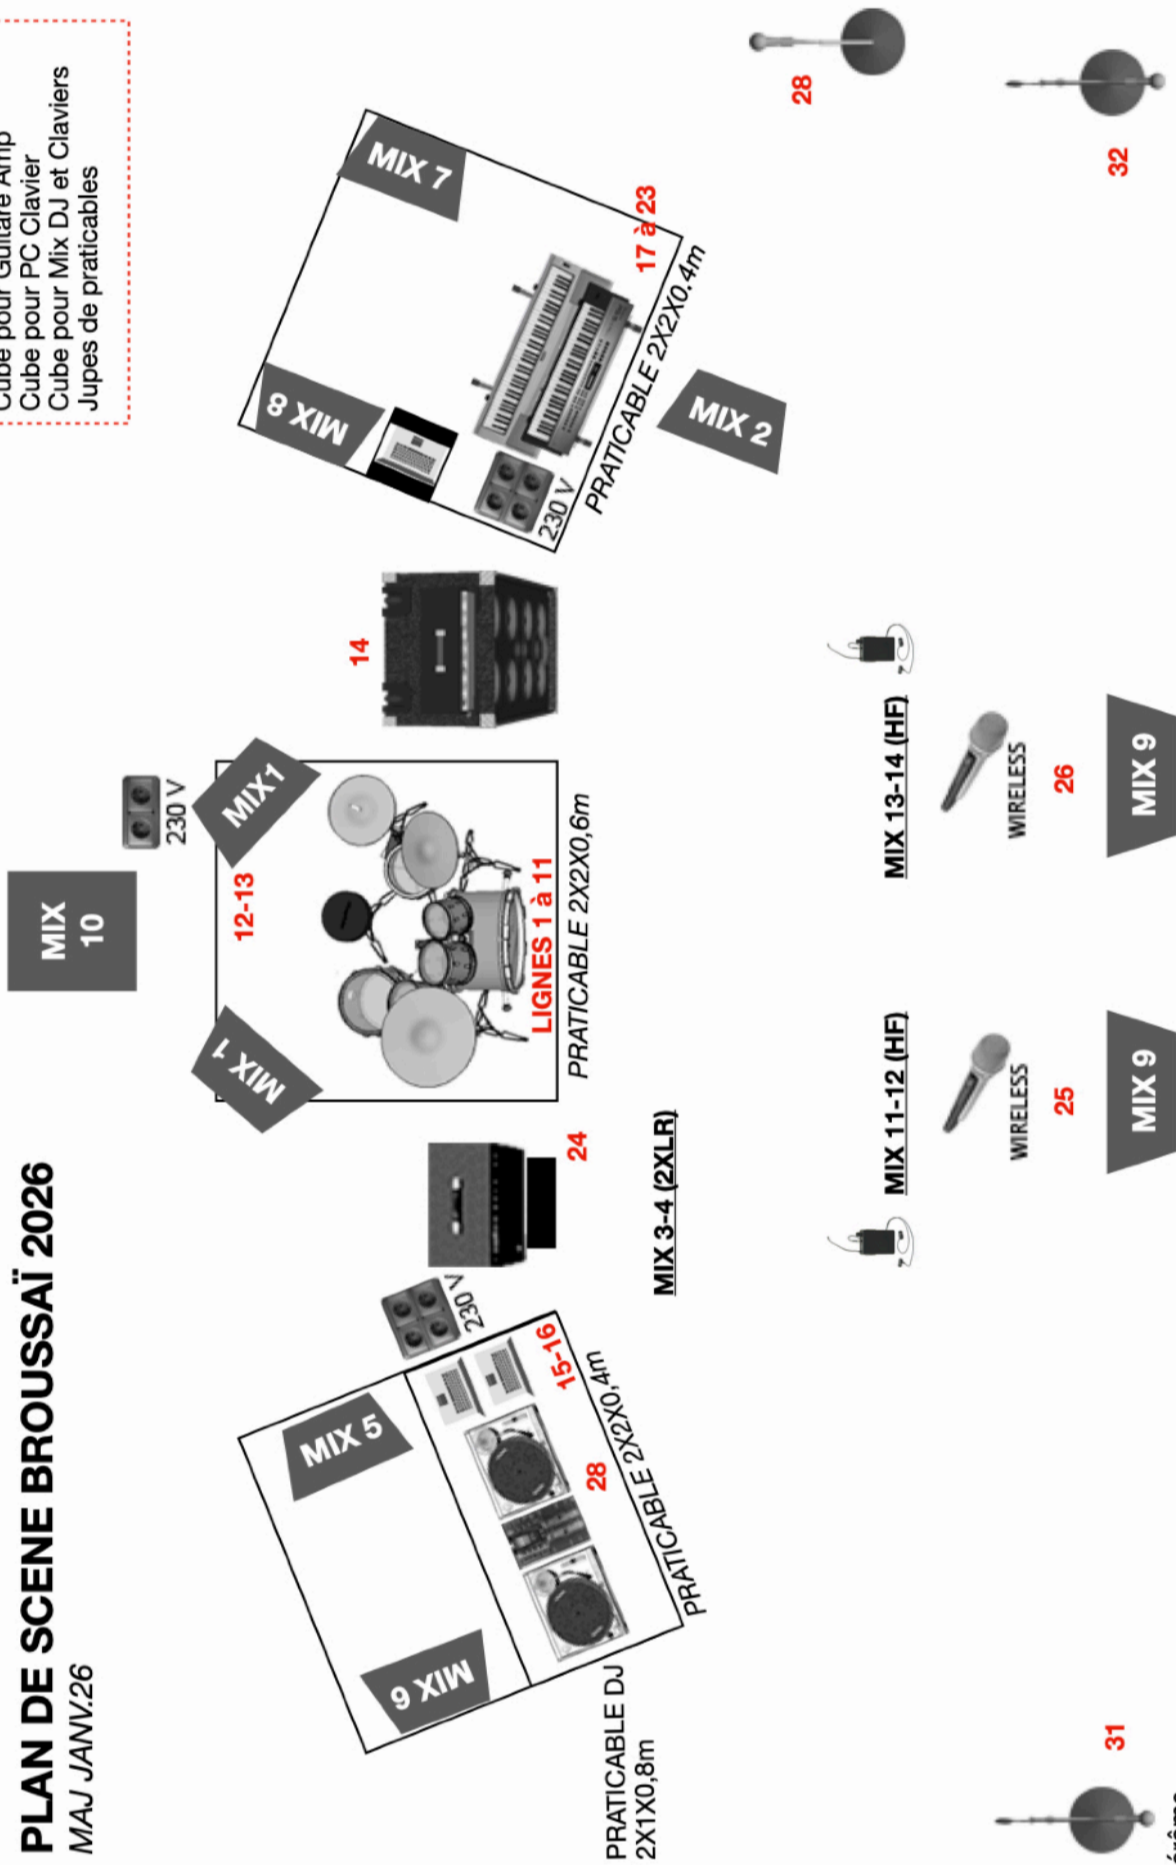 PLAN DE SCENE BROUSSAÏ 2026
MAJ JANV.26
Cube pour Guitare Amp
Cube pour PC Clavier
Cube pour Mix DJ et Claviers
Jupes de praticables
MIX
10
230 V
MIX 1
MIX1
12-13
LIGNES 1 à 11
PRATICABLE 2X2X0,6m
MIX 6
MIX 5
230 V
15-16
28
PRATICABLE 2X2X0,4m
PRATICABLE DJ
2X1X0,8m
24
MIX 3-4 (2XLR)
14
MIX 8
MIX 7
230 V
17 à 23
PRATICABLE 2X2X0.4m
MIX 2
28
MIX 11-12 (HF)
WIRELESS
25
MIX 9
MIX 13-14 (HF)
WIRELESS
26
MIX 9
31
32